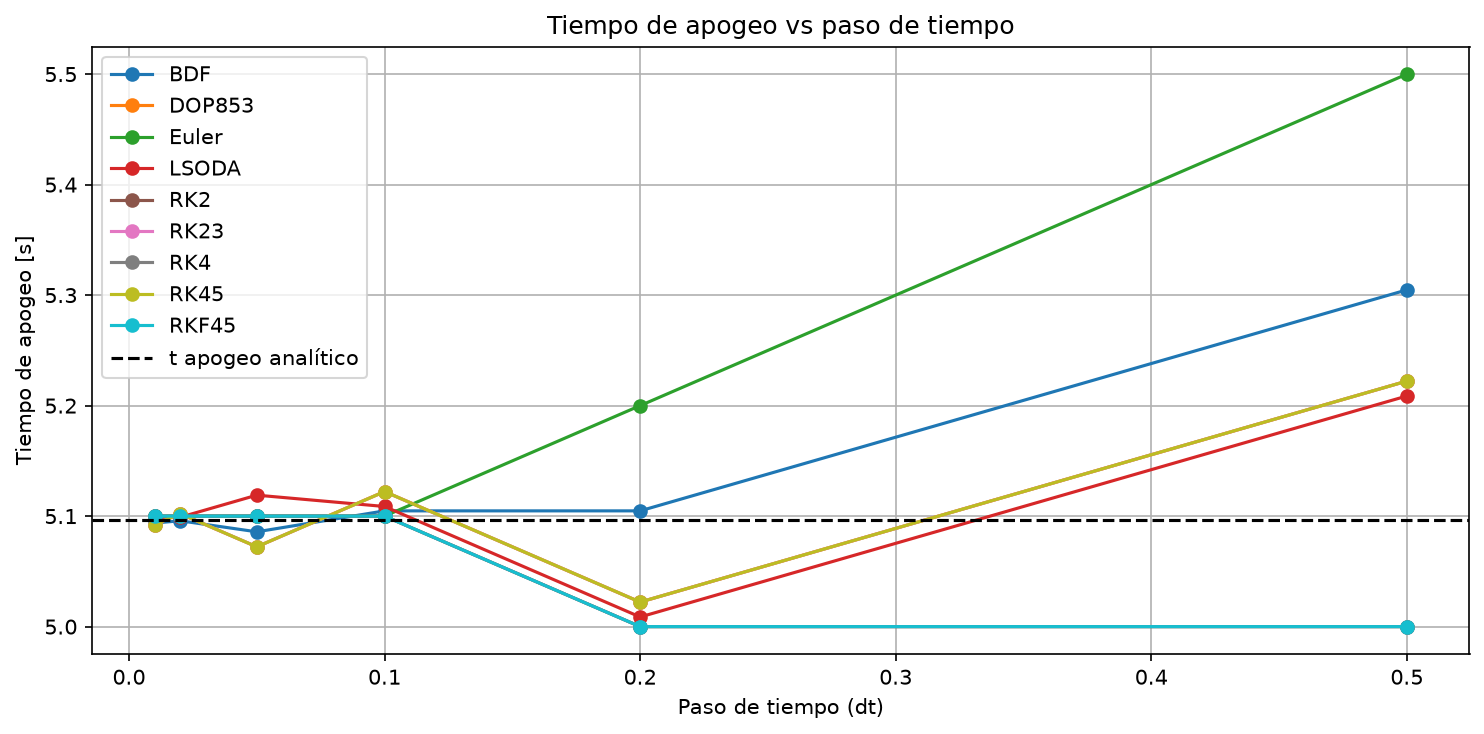 Tiempo de apogeo vs paso de tiempo
Tiempo de apogeo [s]
5.5
5.4
5.3
5.2
5.1
5.0
BDF
DOP853
Euler
LSODA
RK2
RK23
RK4
RK45
RKF45
t apogeo analítico
0.0
0.1
0.2
0.3
0.4
0.5
Paso de tiempo (dt)